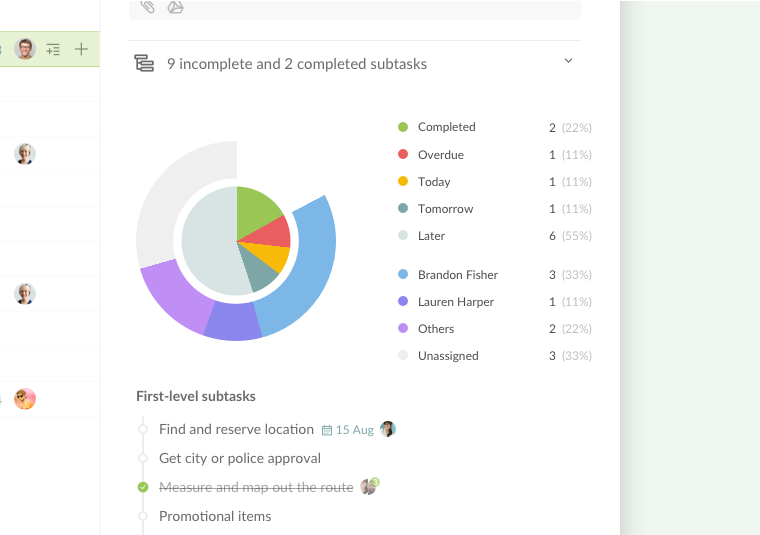 9 incomplete and 2 completed subtasks
Completed 2 (22%)
Overdue 1 (11%)
Today 1 (11%)
Tomorrow 1 (11%)
Later 6 (55%)
Brandon Fisher 3 (33%)
Lauren Harper 1 (11%)
Others 2 (22%)
Unassigned 3 (33%)
First-level subtasks
Find and reserve location 15 Aug
Get city or police approval
Measure and map out the route 3
Promotional items